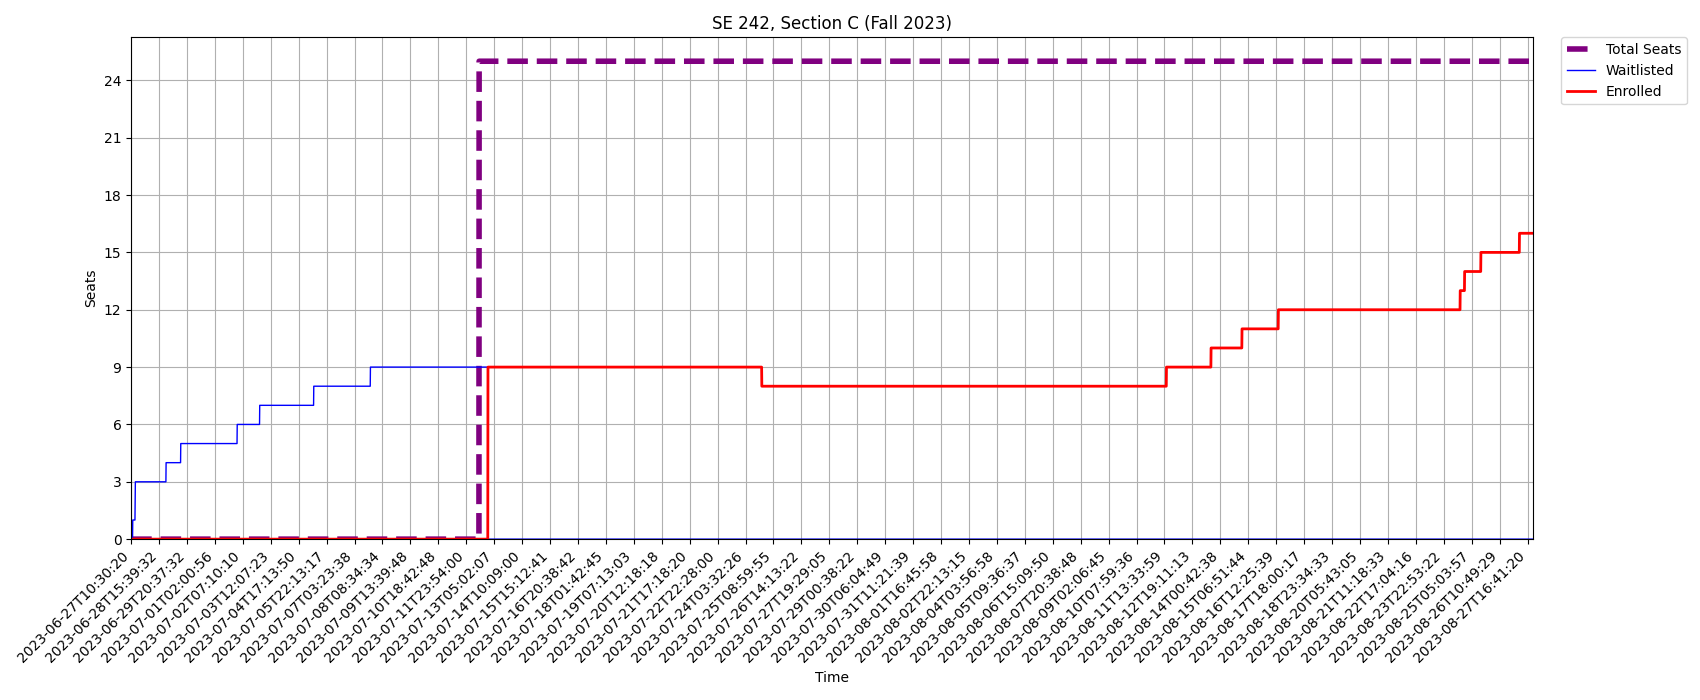 SE 242, Section C (Fall 2023)
Total Seats
Waitlisted
Enrolled
Seats
24
21
18
15
12
9
6
3
0
2023-06-27T10:30:20
2023-06-28T15:39:32
2023-06-29T20:37:32
2023-07-01T02:00:56
2023-07-02T07:10:10
2023-07-03T12:07:23
2023-07-04T17:13:50
2023-07-05T22:13:17
2023-07-07T03:23:38
2023-07-08T08:34:34
2023-07-09T13:39:48
2023-07-10T18:42:48
2023-07-11T23:54:00
2023-07-13T05:02:07
2023-07-14T10:09:00
2023-07-15T15:12:41
2023-07-16T20:38:42
2023-07-18T01:42:45
2023-07-19T07:13:03
2023-07-20T12:18:18
2023-07-21T17:18:20
2023-07-22T22:28:00
2023-07-24T03:32:26
2023-07-25T08:59:55
2023-07-26T14:13:22
2023-07-27T19:29:05
2023-07-29T00:38:22
2023-07-30T06:04:49
2023-07-31T11:21:39
2023-08-01T16:45:58
2023-08-02T22:13:15
2023-08-04T03:56:58
2023-08-05T09:36:37
2023-08-06T15:09:50
2023-08-07T20:38:48
2023-08-09T02:06:45
2023-08-10T07:59:36
2023-08-11T13:33:59
2023-08-12T19:11:13
2023-08-14T00:42:38
2023-08-15T06:51:44
2023-08-16T12:25:39
2023-08-17T18:00:17
2023-08-18T23:34:33
2023-08-20T05:43:05
2023-08-21T11:18:33
2023-08-22T17:04:16
2023-08-23T22:53:22
2023-08-25T05:03:57
2023-08-26T10:49:29
2023-08-27T16:41:20
Time